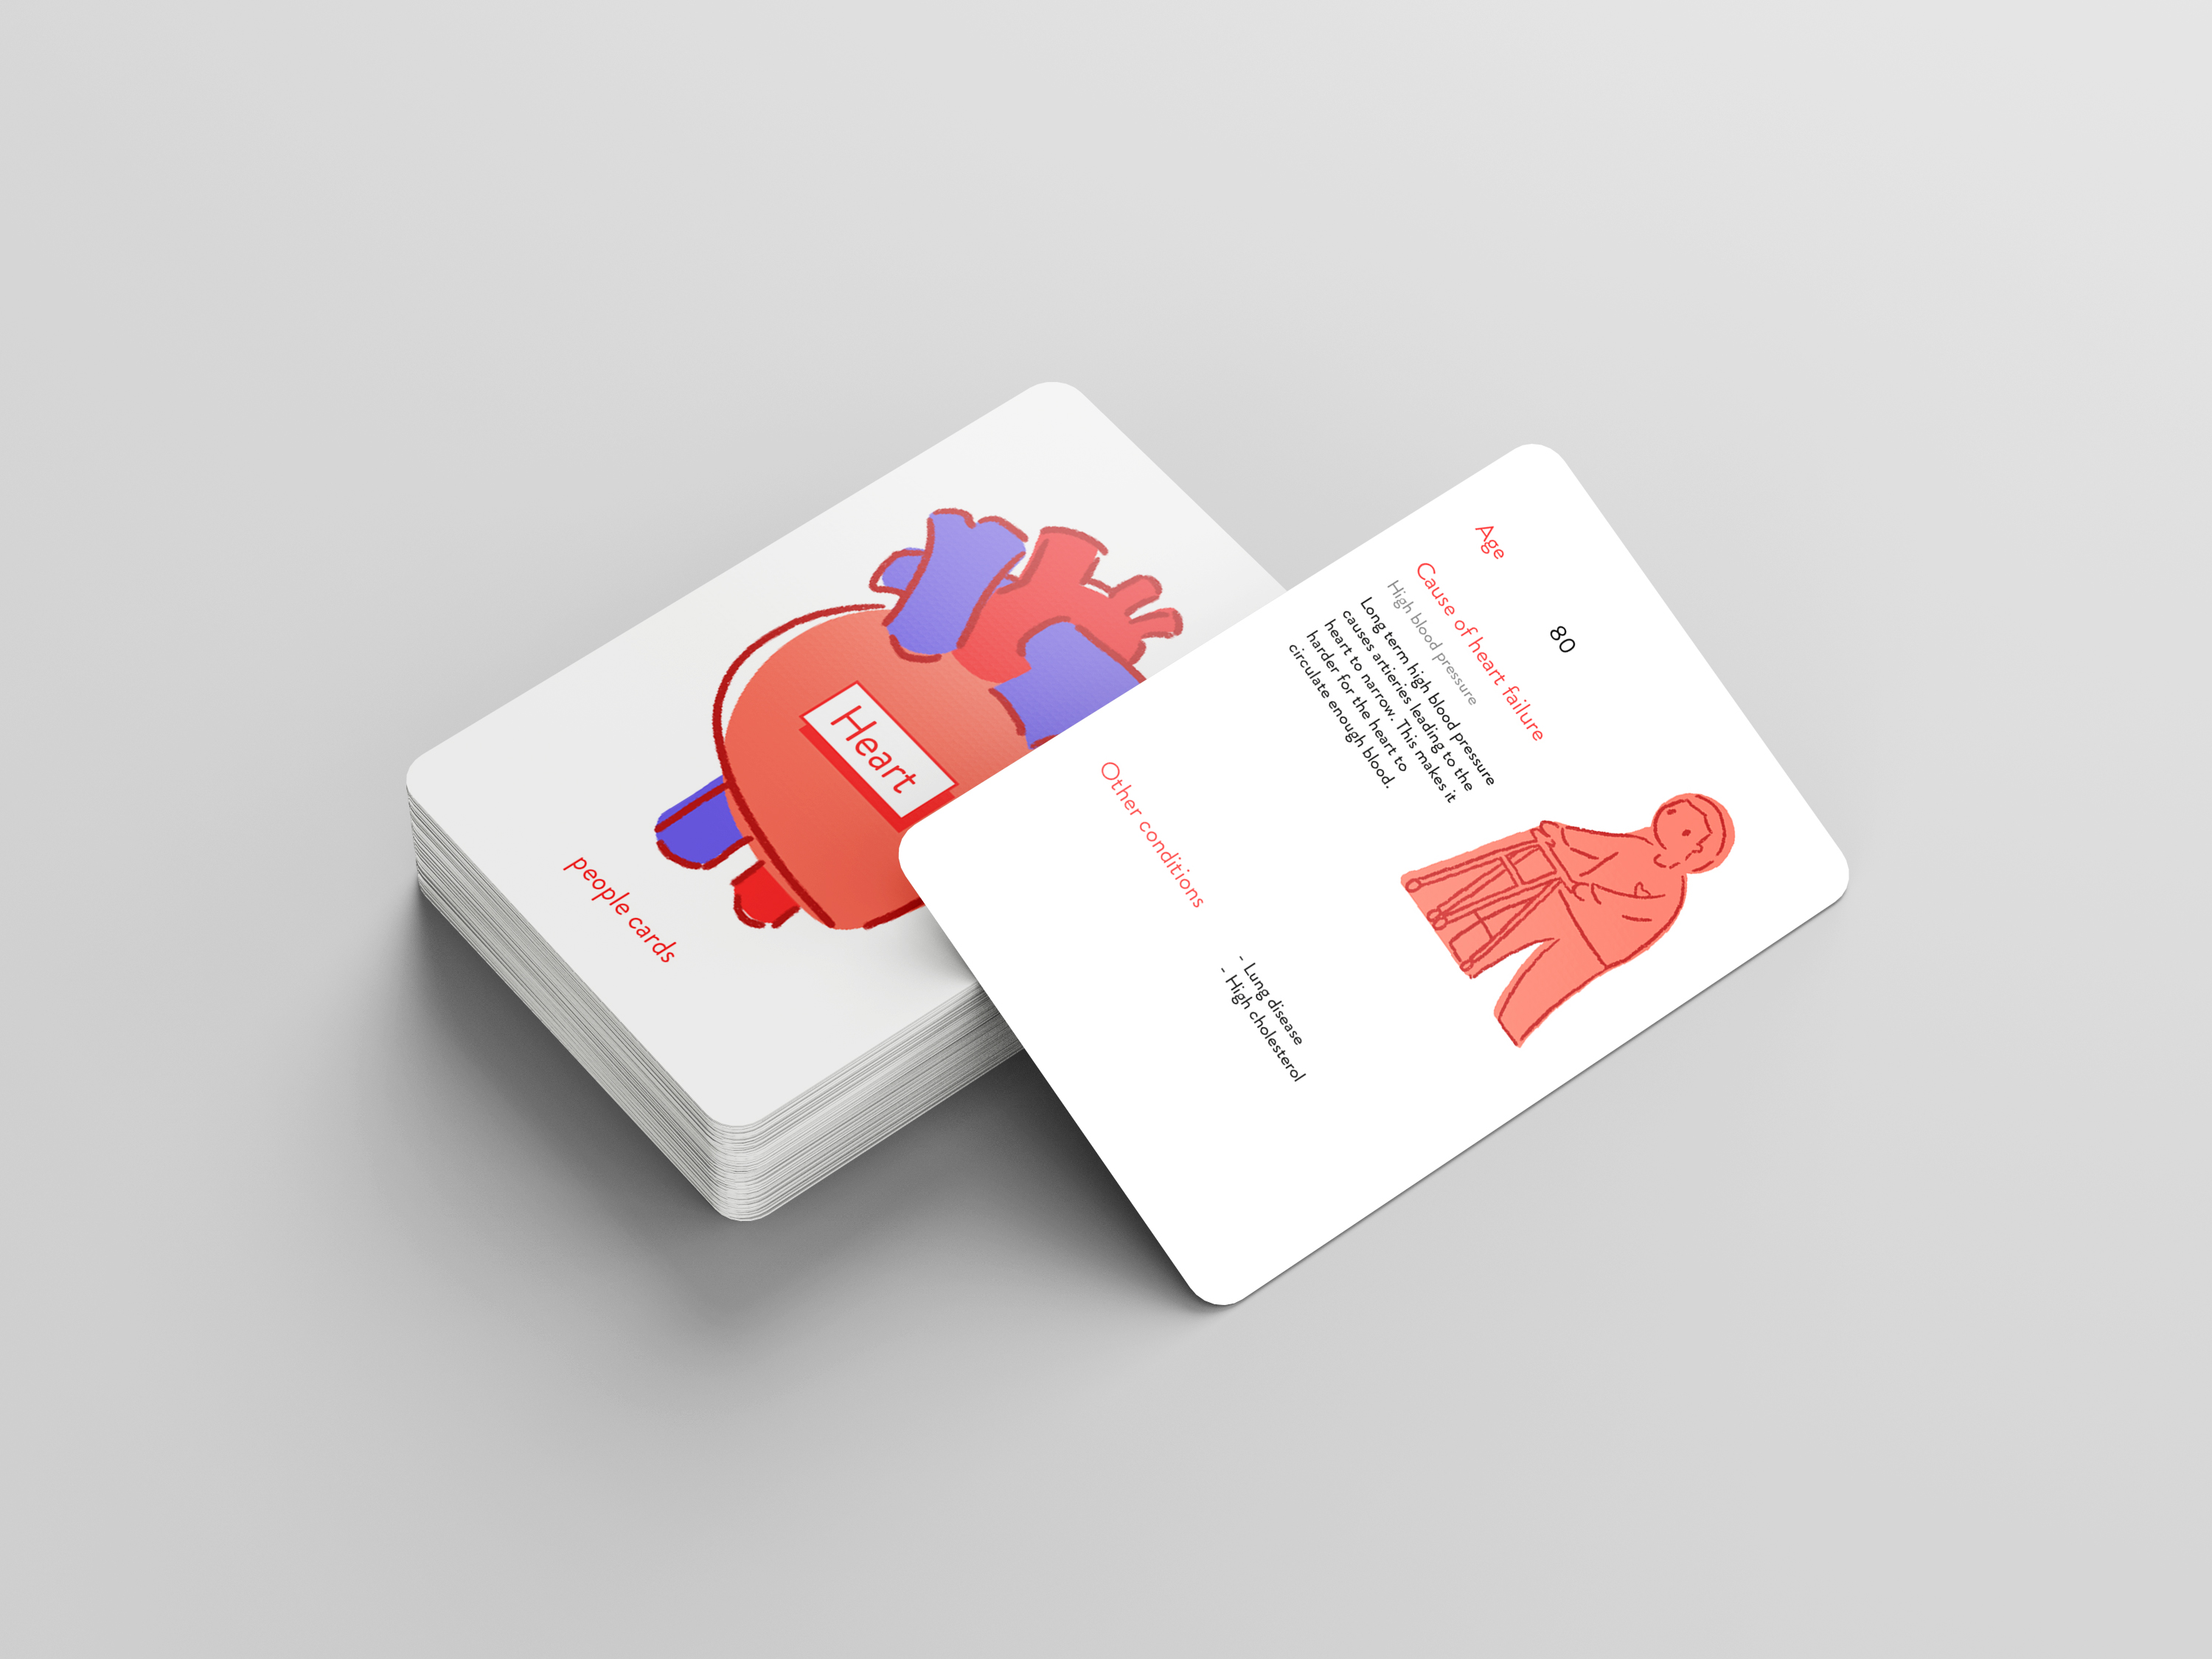 Heart
people cards
Age
80
Cause of heart failure
High blood pressure
Long term high blood pressure
causes artieries leading to the
heart to narrow. This makes it
harder for the heart to
circulate enough blood.
Other conditions
- Lung disease
- High cholesterol